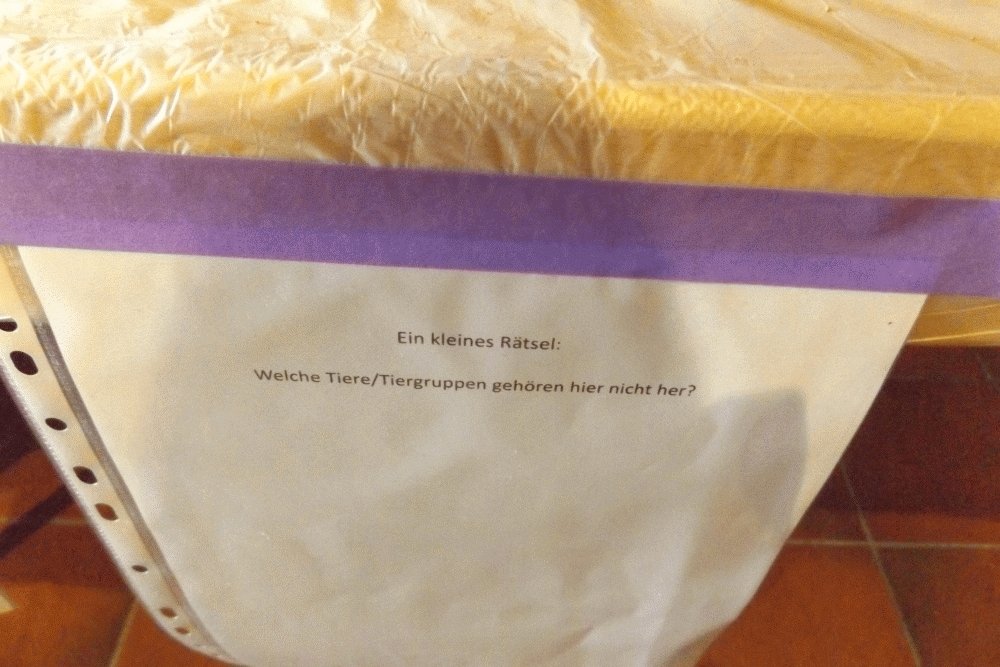 Ein kleines Rätsel:
Welche Tiere/Tiergruppen gehören hier nicht her?